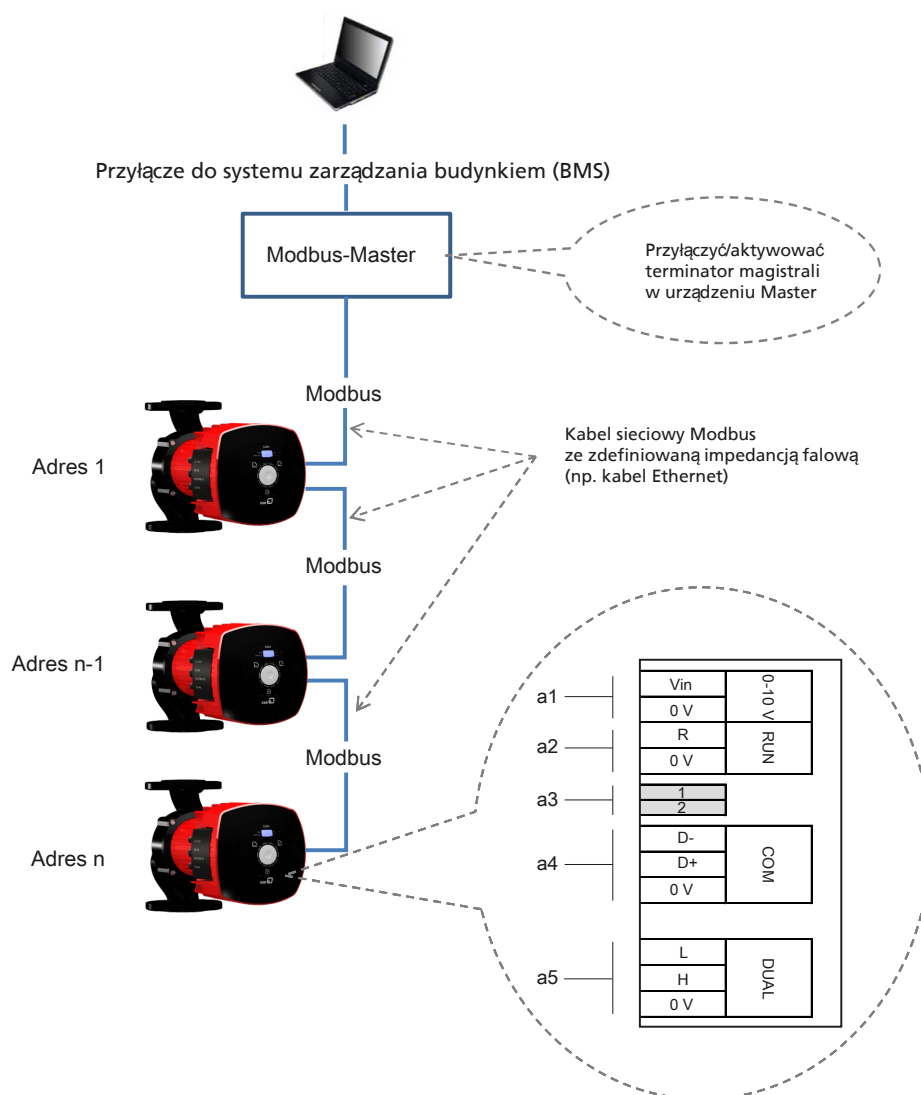 Przyłącze do systemu zarządzania budynkiem (BMS)
Modbus-Master
Przyłączyć/aktywować
terminator magistrali
w urządzeniu Master
Modbus
Adres 1
Kabel sieciowy Modbus
ze zdefiniowaną impedancją falową
(np. kabel Ethernet)
Modbus
Adres n-1
Modbus
Adres n
a1
Vin
0 V
0-10 V
a2
R
0 V
RUN
a3
1
2
a4
D-
D+
0 V
COM
a5
L
H
0 V
DUAL